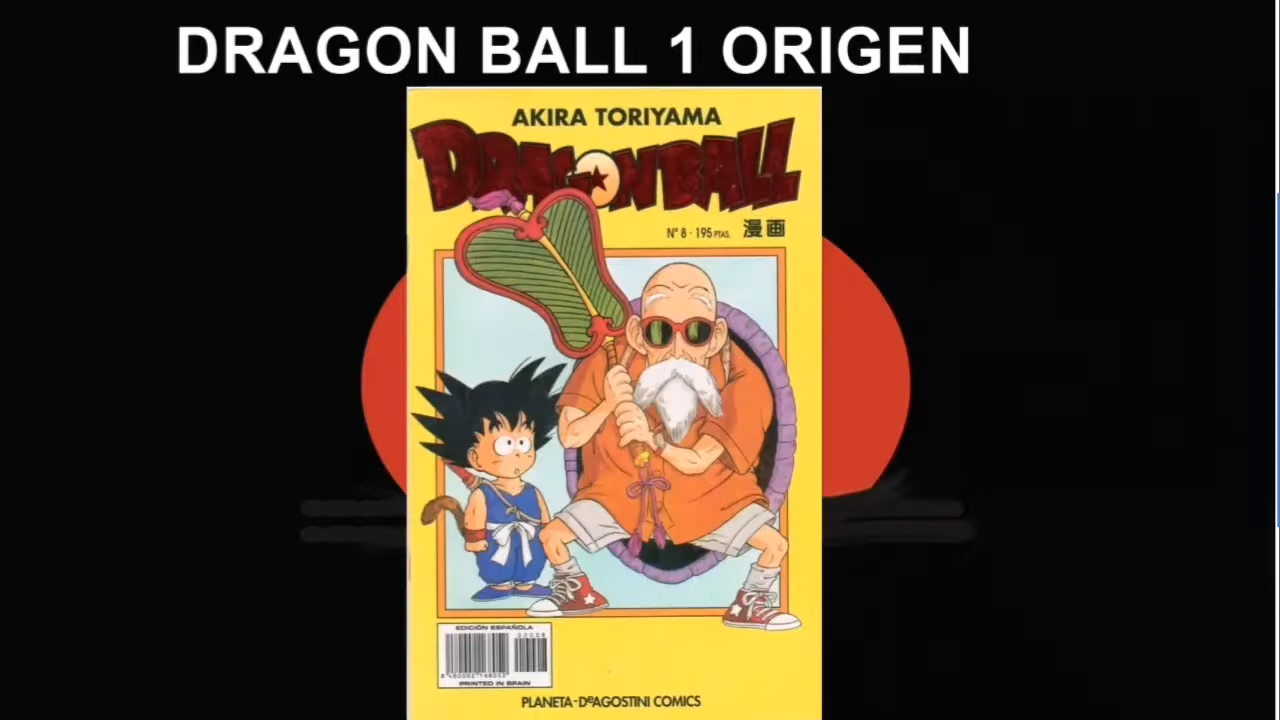 DRAGON BALL 1 ORIGEN
AKIRA TORIYAMA
DRAGON BALL
Nº 8 - 195 PTAS. 漫画
EDICIÓN ESPAÑOLA
00008
PRINTED IN SPAIN
PLANETA-DeAGOSTINI COMICS